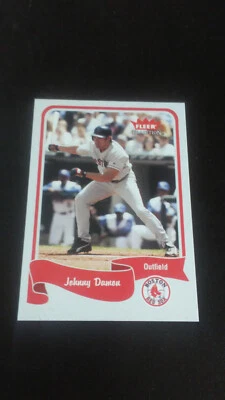 FLEER
Outfield
Johnny Damon
BOSTON
RED SOX